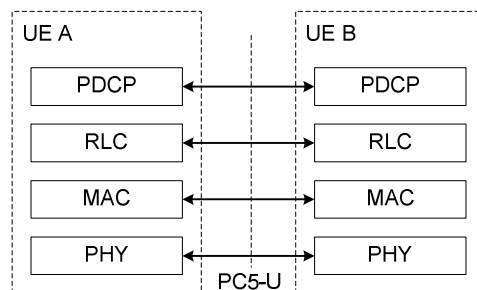 UE A UE B
PDCP PDCP
RLC RLC
MAC MAC
PHY PHY
PC5-U